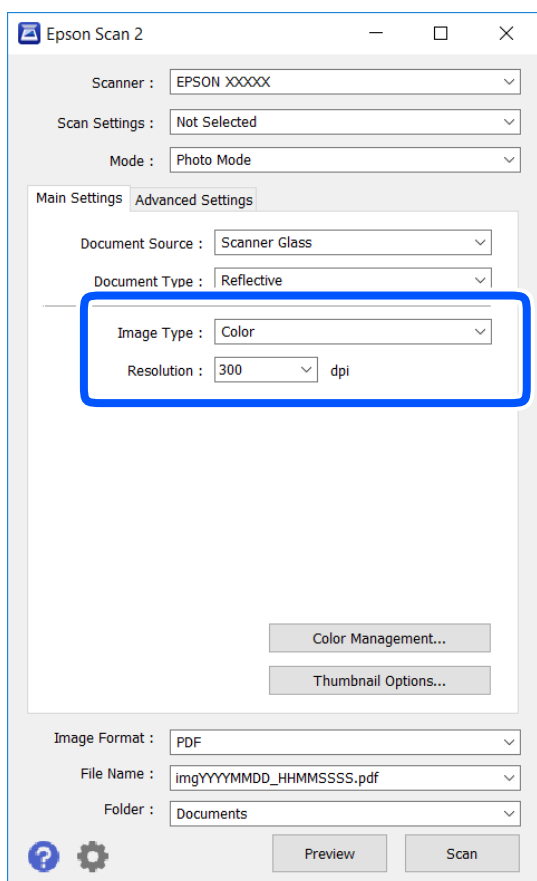 Epson Scan 2
Scanner : EPSON XXXXX
Scan Settings : Not Selected
Mode : Photo Mode
Main Settings Advanced Settings
Document Source : Scanner Glass
Document Type : Reflective
Image Type : Color
Resolution : 300 dpi
Color Management...
Thumbnail Options...
Image Format : PDF
File Name : imgYYYYMMDD_HHMMSSSS.pdf
Folder : Documents
? Preview Scan